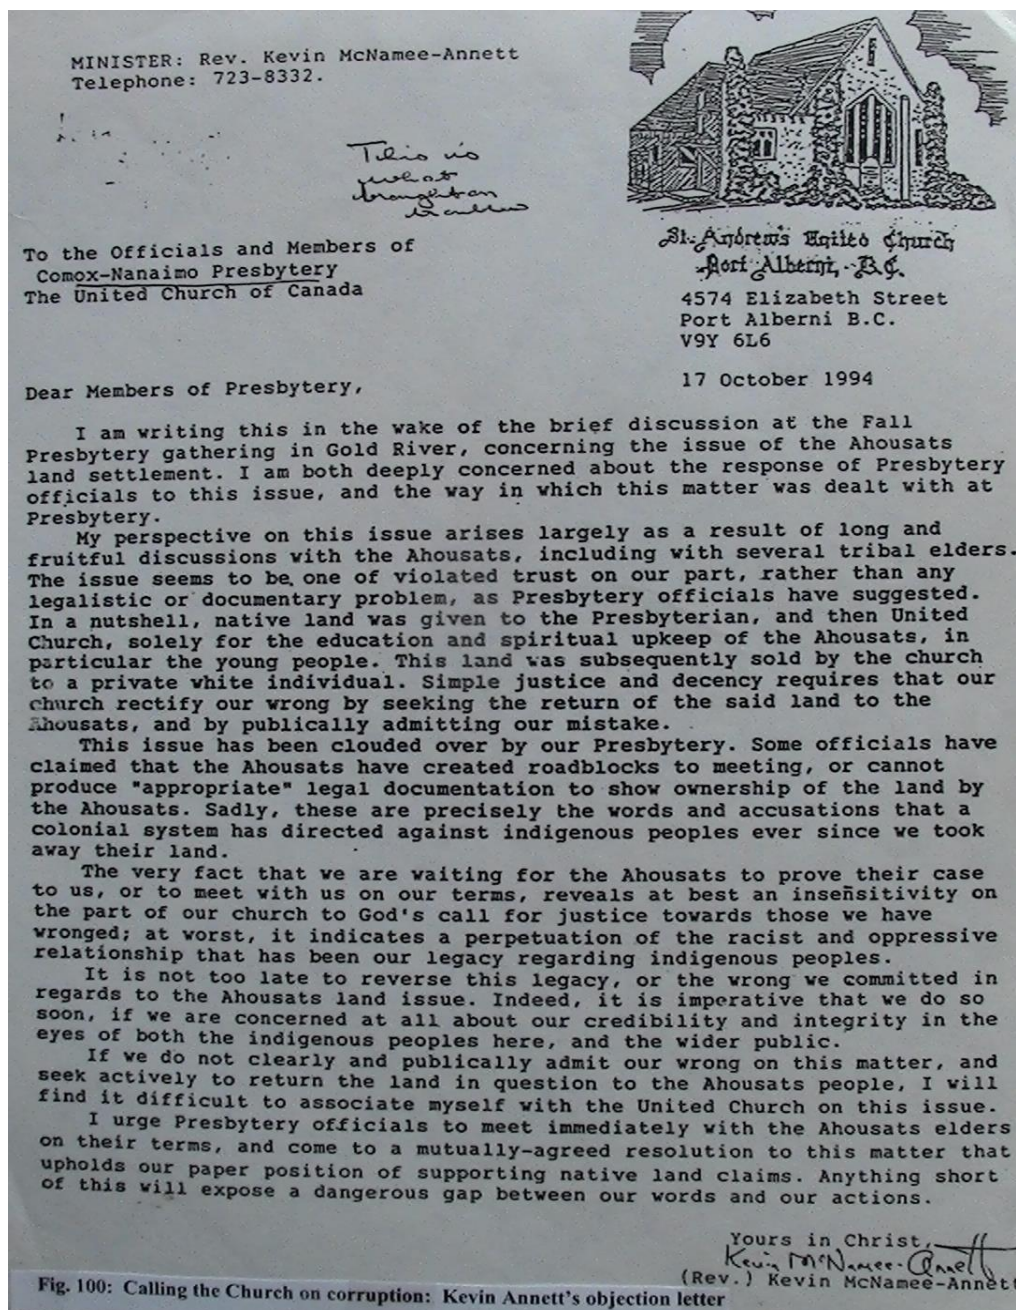 MINISTER: Rev. Kevin McNamee-Annett
Telephone: 723-8332.
This is
what
brought on
St. Andrew's United Church
Port Alberni, B.C.
To the Officials and Members of
Comox-Nanaimo Presbytery
The United Church of Canada
4574 Elizabeth Street
Port Alberni B.C.
V9Y 6L6
17 October 1994
Dear Members of Presbytery,
I am writing this in the wake of the brief discussion at the Fall
Presbytery gathering in Gold River, concerning the issue of the Ahousats
land settlement. I am both deeply concerned about the response of Presbytery
officials to this issue, and the way in which this matter was dealt with at
Presbytery.
My perspective on this issue arises largely as a result of long and
fruitful discussions with the Ahousats, including with several tribal elders.
The issue seems to be one of violated trust on our part, rather than any
legalistic or documentary problem, as Presbytery officials have suggested.
In a nutshell, native land was given to the Presbyterian, and then United
Church, solely for the education and spiritual upkeep of the Ahousats, in
particular the young people. This land was subsequently sold by the church
to a private white individual. Simple justice and decency requires that our
church rectify our wrong by seeking the return of the said land to the
Ahousats, and by publically admitting our mistake.
This issue has been clouded over by our Presbytery. Some officials have
claimed that the Ahousats have created roadblocks to meeting, or cannot
produce "appropriate" legal documentation to show ownership of the land by
the Ahousats. Sadly, these are precisely the words and accusations that a
colonial system has directed against indigenous peoples ever since we took
away their land.
The very fact that we are waiting for the Ahousats to prove their case
to us, or to meet with us on our terms, reveals at best an insensitivity on
the part of our church to God's call for justice towards those we have
wronged; at worst, it indicates a perpetuation of the racist and oppressive
relationship that has been our legacy regarding indigenous peoples.
It is not too late to reverse this legacy, or the wrong we committed in
regards to the Ahousats land issue. Indeed, it is imperative that we do so
soon, if we are concerned at all about our credibility and integrity in the
eyes of both the indigenous peoples here, and the wider public.
If we do not clearly and publically admit our wrong on this matter, and
seek actively to return the land in question to the Ahousats people, I will
find it difficult to associate myself with the United Church on this issue.
I urge Presbytery officials to meet immediately with the Ahousats elders
on their terms, and come to a mutually-agreed resolution to this matter that
upholds our paper position of supporting native land claims. Anything short
of this will expose a dangerous gap between our words and our actions.
Yours in Christ,
Kevin McNamee-Annett
(Rev.) Kevin McNamee-Annett
Fig. 100: Calling the Church on corruption: Kevin Annett's objection letter